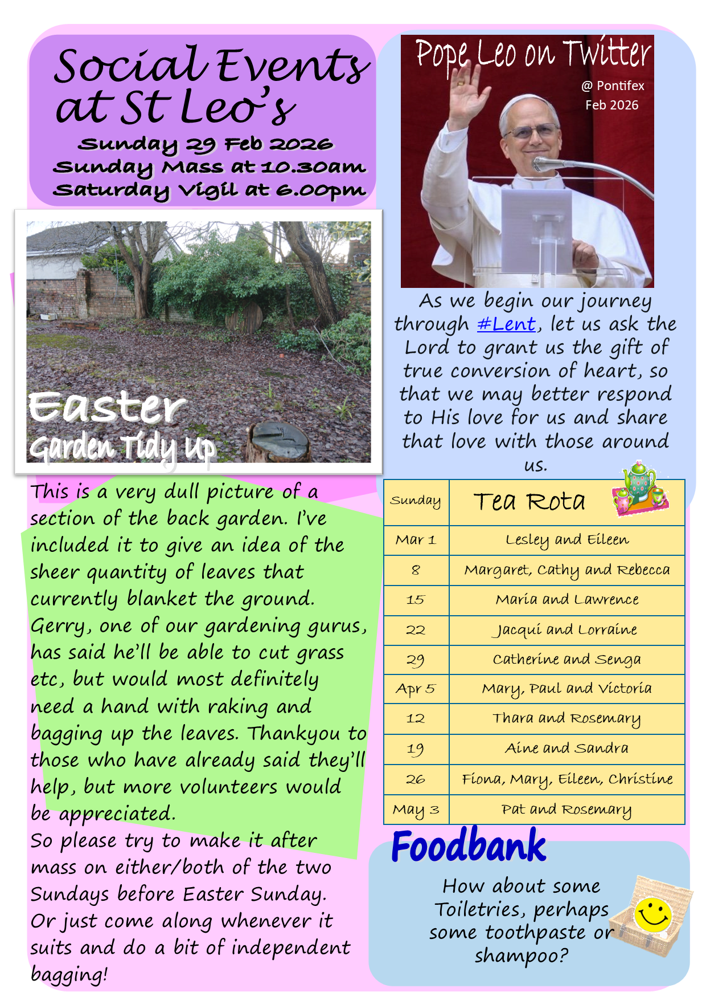 Social Events
at St Leo’s
Sunday 29 Feb 2026
Sunday Mass at 10.30am
Saturday Vigil at 6.00pm
Easter
Garden Tidy Up
This is a very dull picture of a
section of the back garden. I’ve
included it to give an idea of the
sheer quantity of leaves that
currently blanket the ground.
Gerry, one of our gardening gurus,
has said he’ll be able to cut grass
etc, but would most definitely
need a hand with raking and
bagging up the leaves. Thankyou to
those who have already said they’ll
help, but more volunteers would
be appreciated.
So please try to make it after
mass on either/both of the two
Sundays before Easter Sunday.
Or just come along whenever it
suits and do a bit of independent
bagging!
Pope Leo on Twitter
@ Pontifex
Feb 2026
As we begin our journey
through #Lent, let us ask the
Lord to grant us the gift of
true conversion of heart, so
that we may better respond
to His love for us and share
that love with those around
us.
Sunday Tea Rota
Mar 1 Lesley and Eileen
8 Margaret, Cathy and Rebecca
15 Maria and Lawrence
22 Jacqui and Lorraine
29 Catherine and Senga
Apr 5 Mary, Paul and Victoria
12 Thara and Rosemary
19 Aine and Sandra
26 Fiona, Mary, Eileen, Christine
May 3 Pat and Rosemary
Foodbank
How about some
Toiletries, perhaps
some toothpaste or
shampoo?